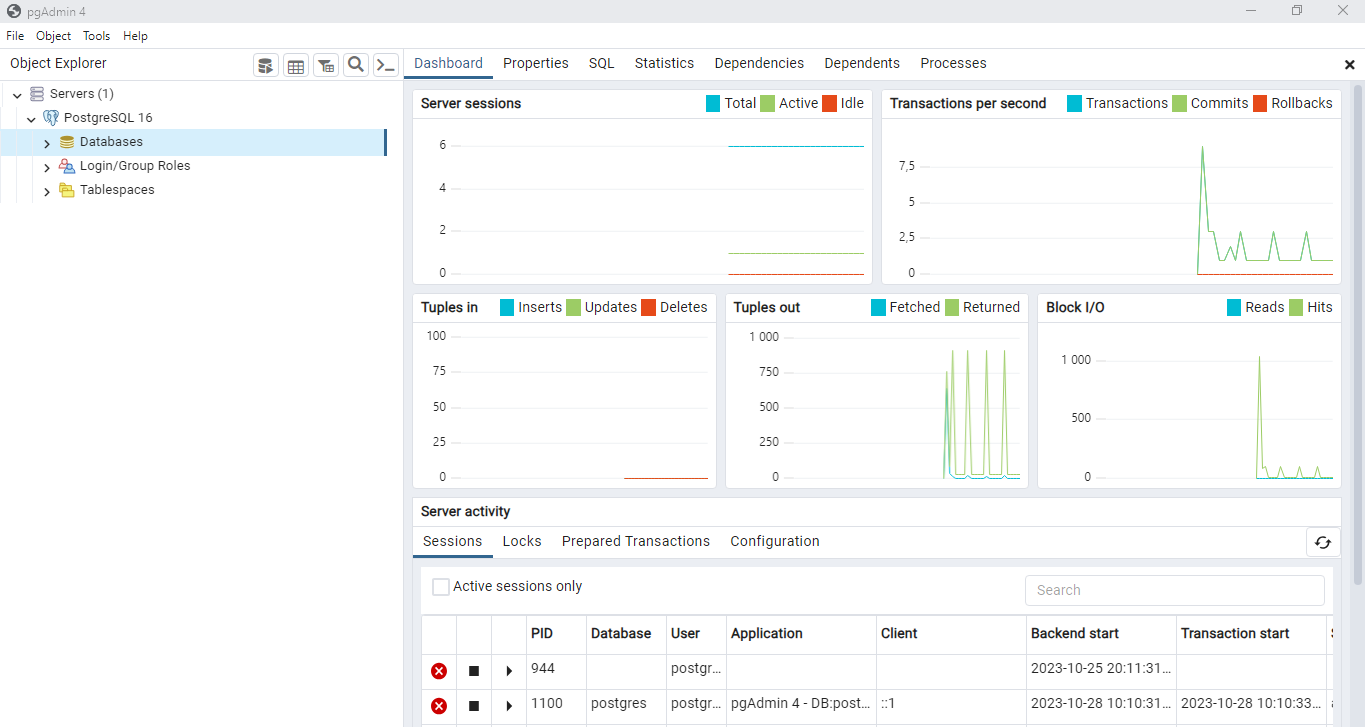 pgAdmin 4
File Object Tools Help
Object Explorer
Dashboard Properties SQL Statistics Dependencies Dependents Processes
Servers (1)
PostgreSQL 16
Databases
Login/Group Roles
Tablespaces
Server sessions Total Active Idle
6
4
2
0
Transactions per second Transactions Commits Rollbacks
7,5
5
2,5
0
Tuples in Inserts Updates Deletes
100
75
50
25
0
Tuples out Fetched Returned
1 000
750
500
250
0
Block I/O Reads Hits
1 000
500
0
Server activity
Sessions Locks Prepared Transactions Configuration
Active sessions only Search
PID Database User Application Client Backend start Transaction start
944 postgr... 2023-10-25 20:11:31...
1100 postgres postgr... pgAdmin 4 - DB:post... ::1 2023-10-28 10:10:31... 2023-10-28 10:10:33...